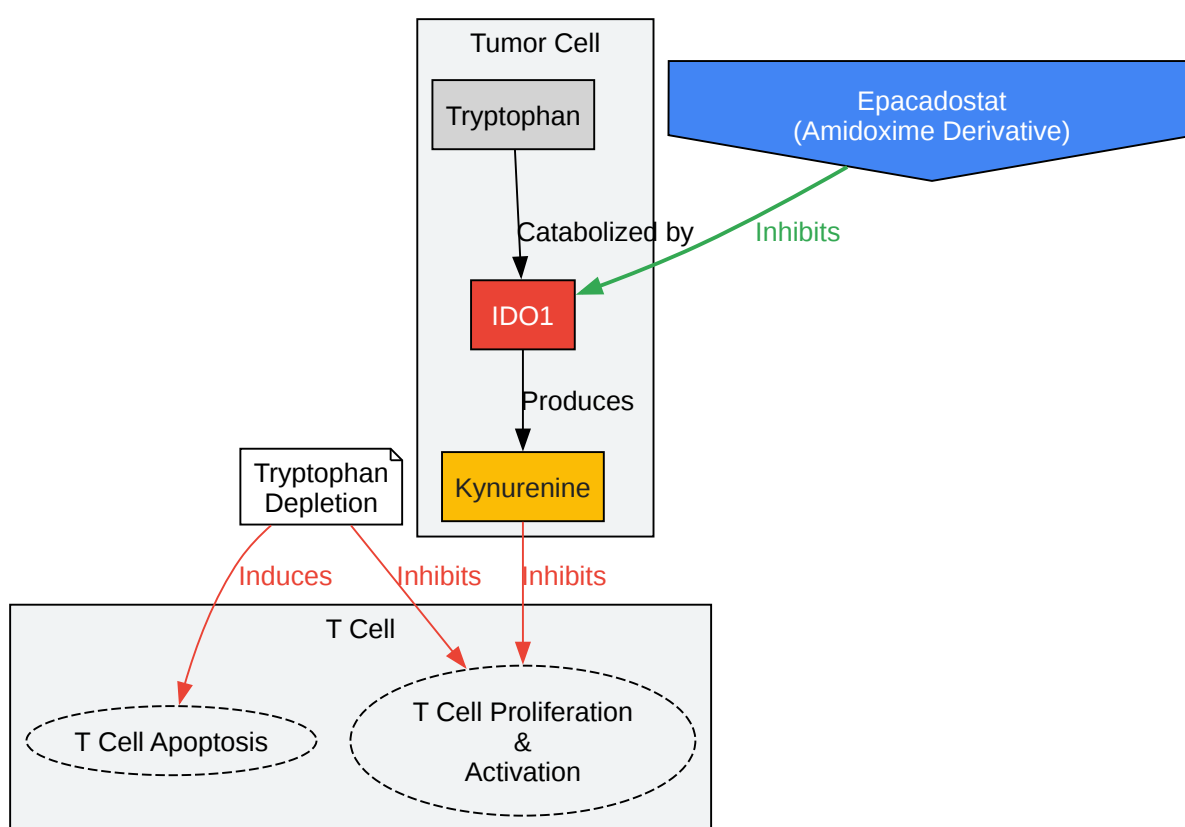 Tumor Cell
Tryptophan
Epacadostat
(Amidoxime Derivative)
Catabolized by
Inhibits
IDO1
Produces
Tryptophan
Depletion
Kynurenine
Induces
Inhibits
Inhibits
T Cell
T Cell Apoptosis
T Cell Proliferation
&
Activation